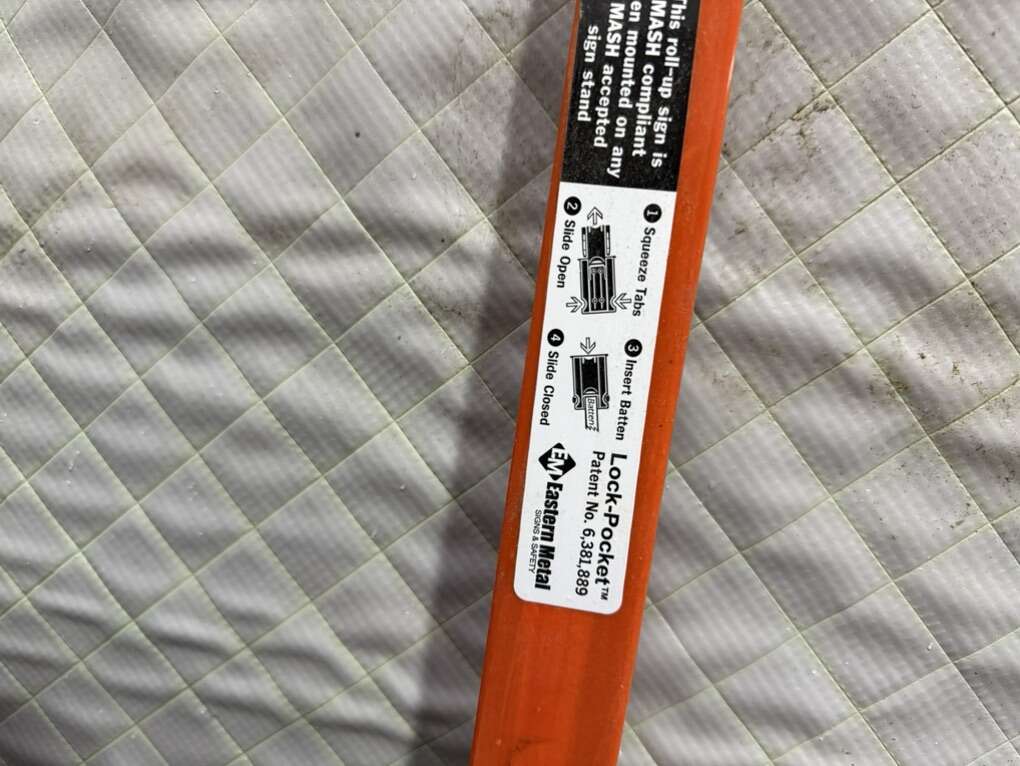 This roll-up sign is
MASH compliant
en mounted on any
MASH accepted
sign stand
1 Squeeze Tabs
2 Slide Open
3 Insert Batten
Batten
4 Slide Closed
Lock-Pocket™
Patent No. 6,381,889
EM Eastern Metal
SIGNS & SAFETY